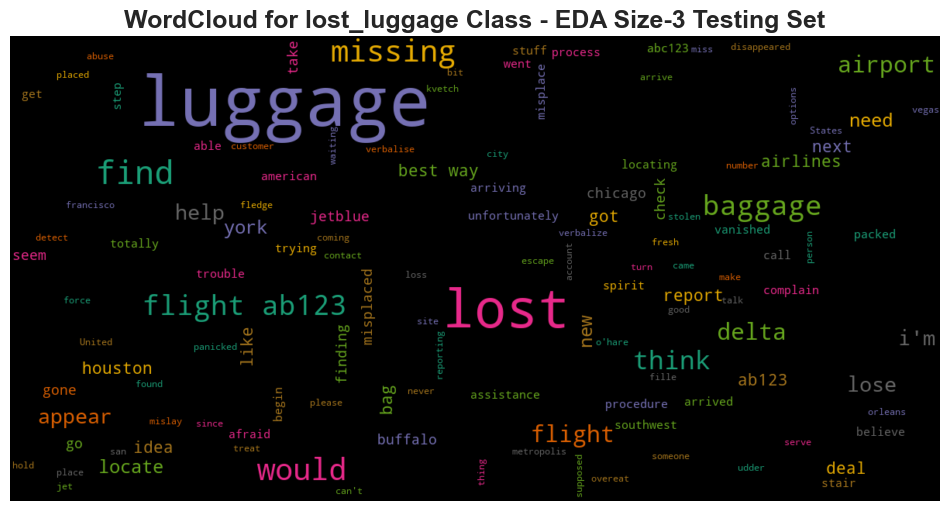 WordCloud for lost_luggage Class - EDA Size-3 Testing Set
abuse
take
missing
stuff
went
process
abc123
miss
disappeared
airport
placed
get
step
luggage
bit
kvetch
misplace
arrive
options
vegas
need
States
next
able
customer
waiting
verbalise
city
best way
locating
number
airlines
find
american
arriving
chicago
check
baggage
francisco
help
fledge
york
jetblue
unfortunately
got
stolen
vanished
packed
detect
totally
trying
coming
contact
verbalize
fresh
person
seem
trouble
loss
escape
account
turn
came
call
make
force
flight ab123
misplaced
lost
spirit
report
talk
good
complain
site
new
delta
i'm
United
panicked
like
finding
reporting
o'hare
think
houston
found
fille
ab123
lose
gone
begin
please
bag
never
assistance
procedure
arrived
orleans
appear
mislay
since
afraid
buffalo
flight
southwest
believe
go
idea
san
treat
metropolis
someone
serve
hold
place
locate
would
thing
supposed
overeat
udder
deal
stair
jet
can't